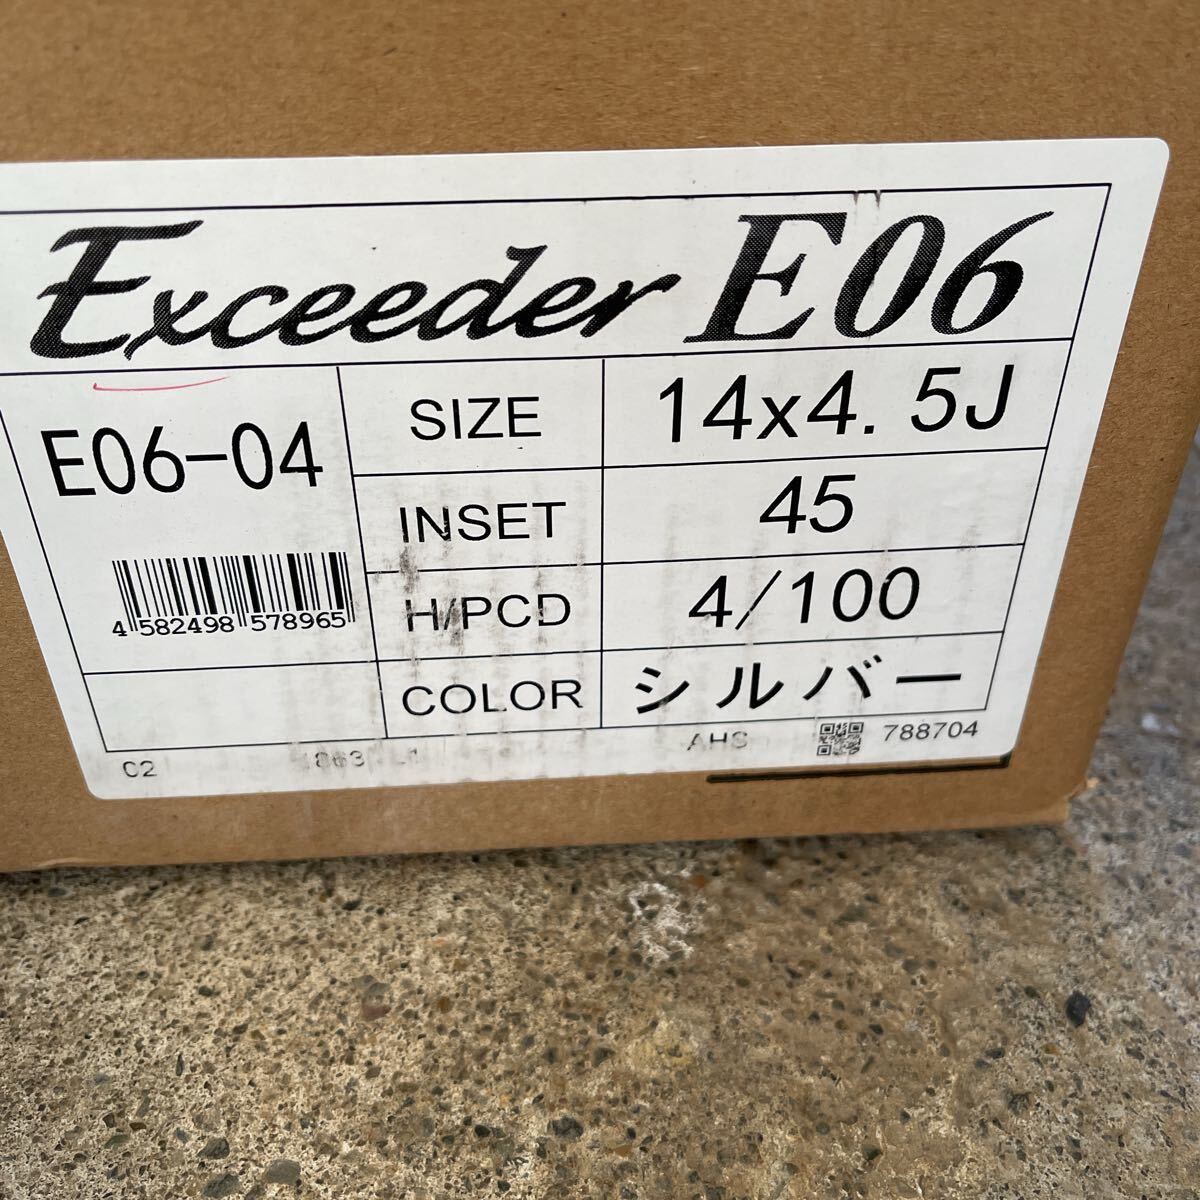 Exceeder E06
E06-04
SIZE 14x4.5J
INSET 45
H/PCD 4/100
COLOR シルバー
4 582498 578965
C2 AHS 788704